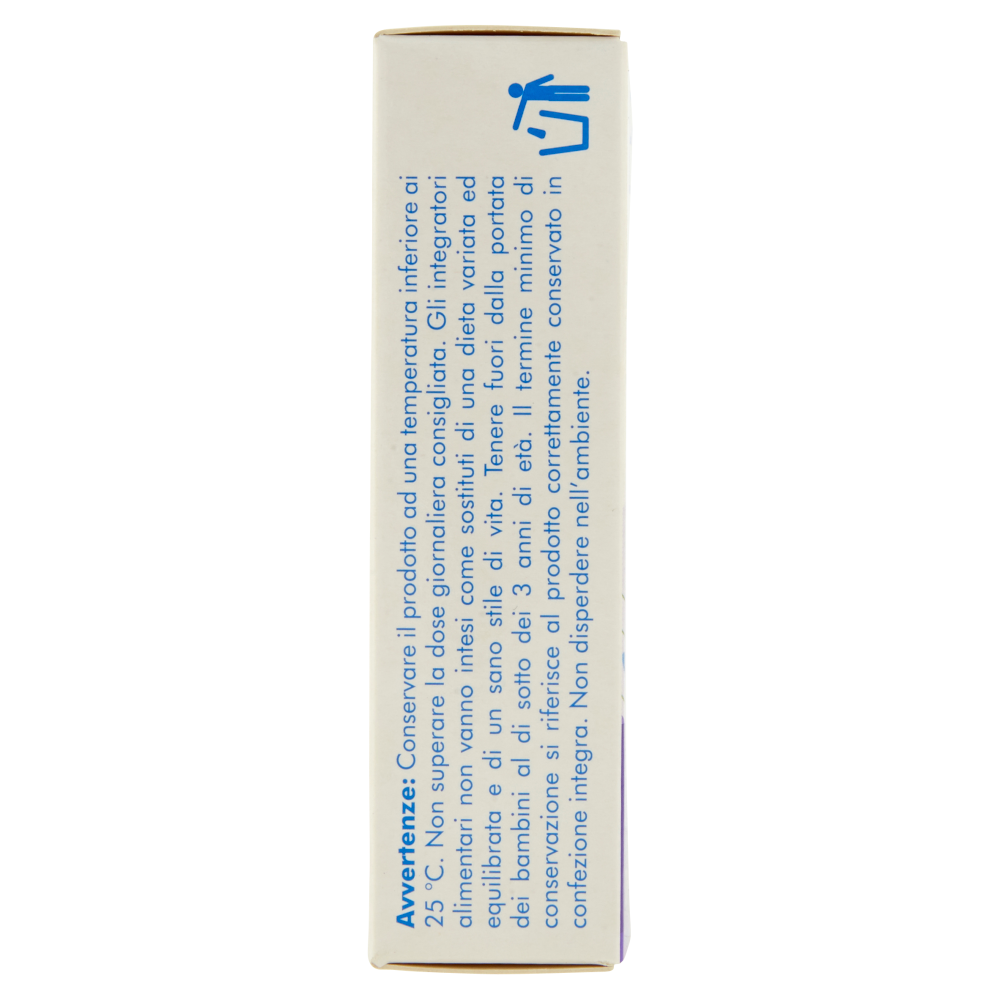 Avvertenze: Conservare il prodotto ad una temperatura inferiore ai
25 °C. Non superare la dose giornaliera consigliata. Gli integratori
alimentari non vanno intesi come sostituti di una dieta variata ed
equilibrata e di un sano stile di vita. Tenere fuori dalla portata
dei bambini al di sotto dei 3 anni di età. Il termine minimo di
conservazione si riferisce al prodotto correttamente conservato in
confezione integra. Non disperdere nell'ambiente.